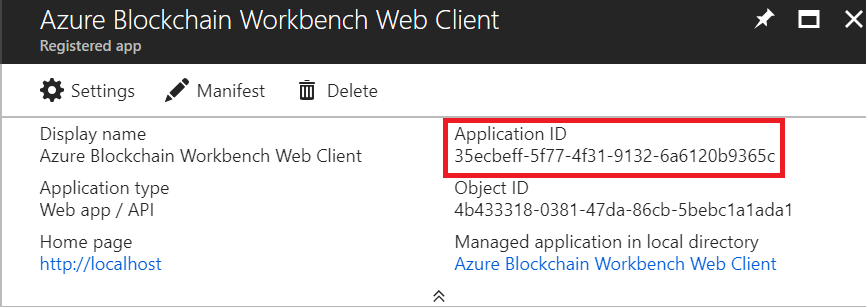 Azure Blockchain Workbench Web Client
Registered app
Settings Manifest Delete
Display name
Azure Blockchain Workbench Web Client
Application ID
35ecbeff-5f77-4f31-9132-6a6120b9365c
Application type
Web app / API
Object ID
4b433318-0381-47da-86cb-5bebc1a1ada1
Home page
http://localhost
Managed application in local directory
Azure Blockchain Workbench Web Client